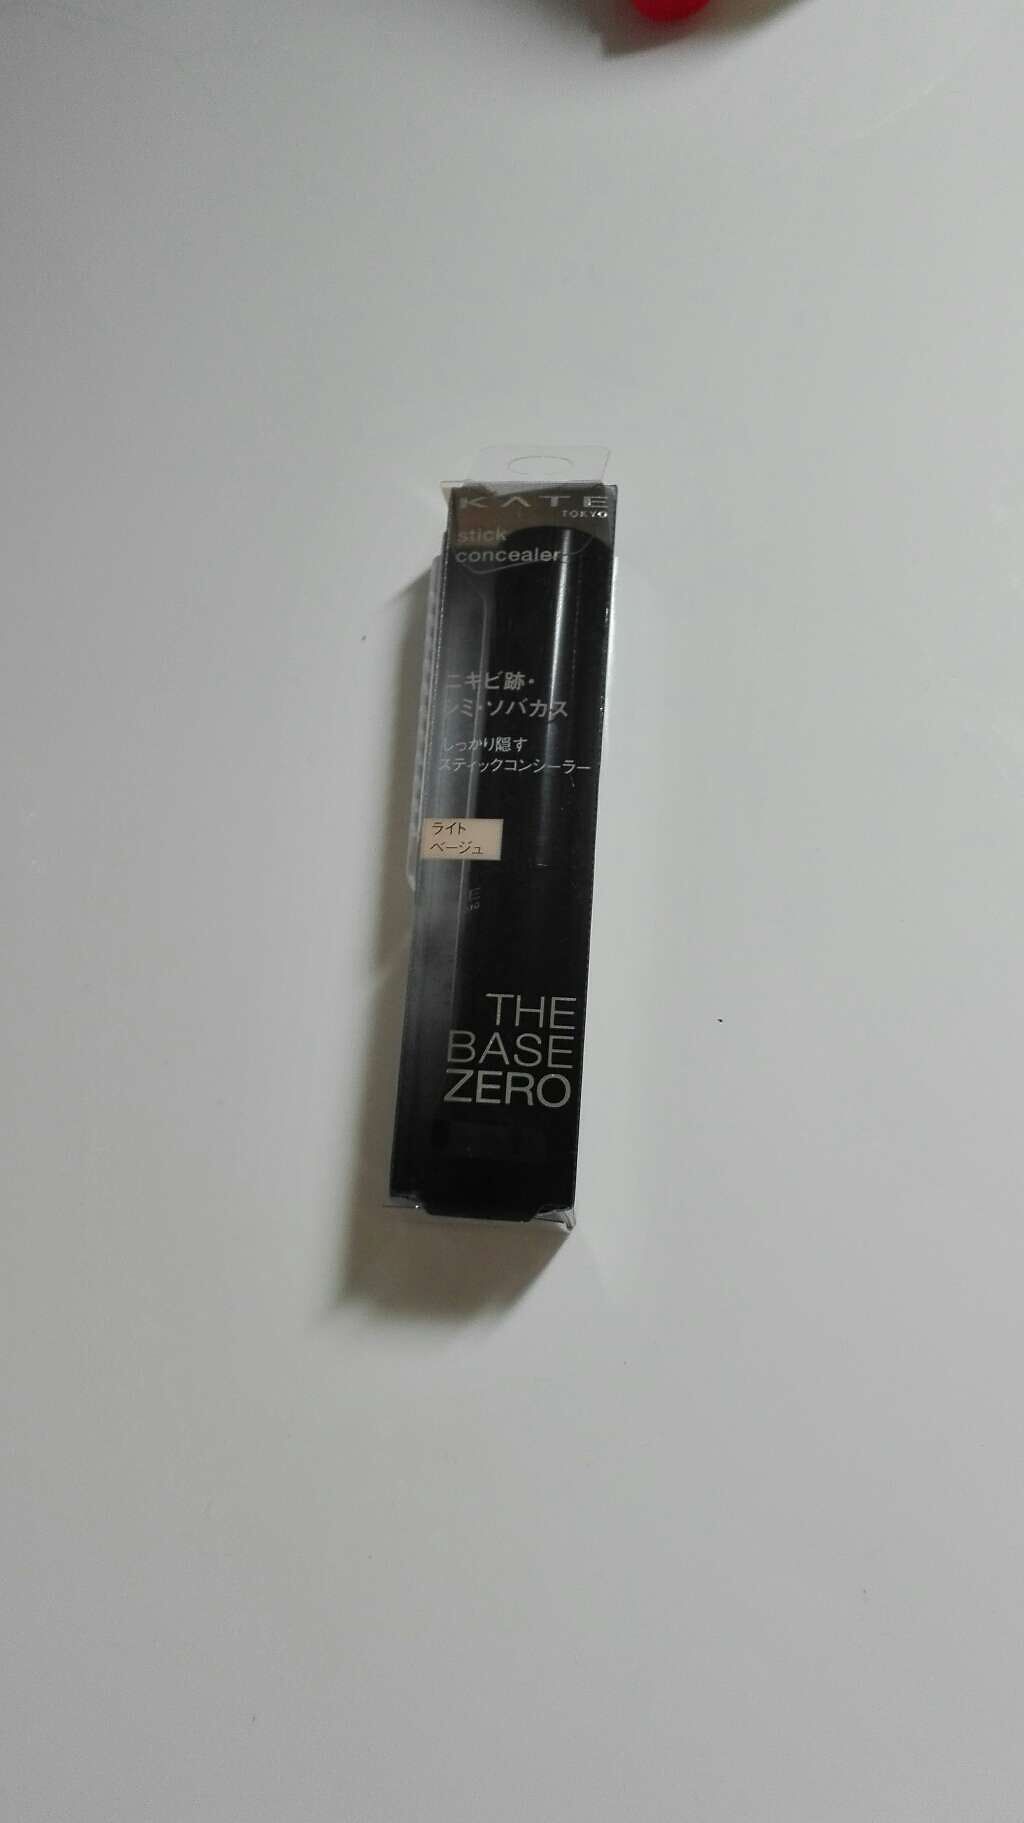 KATE
TOKYO
stick
concealer
ニキビ跡・
シミ・ソバカス
しっかり隠す
スティックコンシーラー
ライト
ベージュ
THE
BASE
ZERO